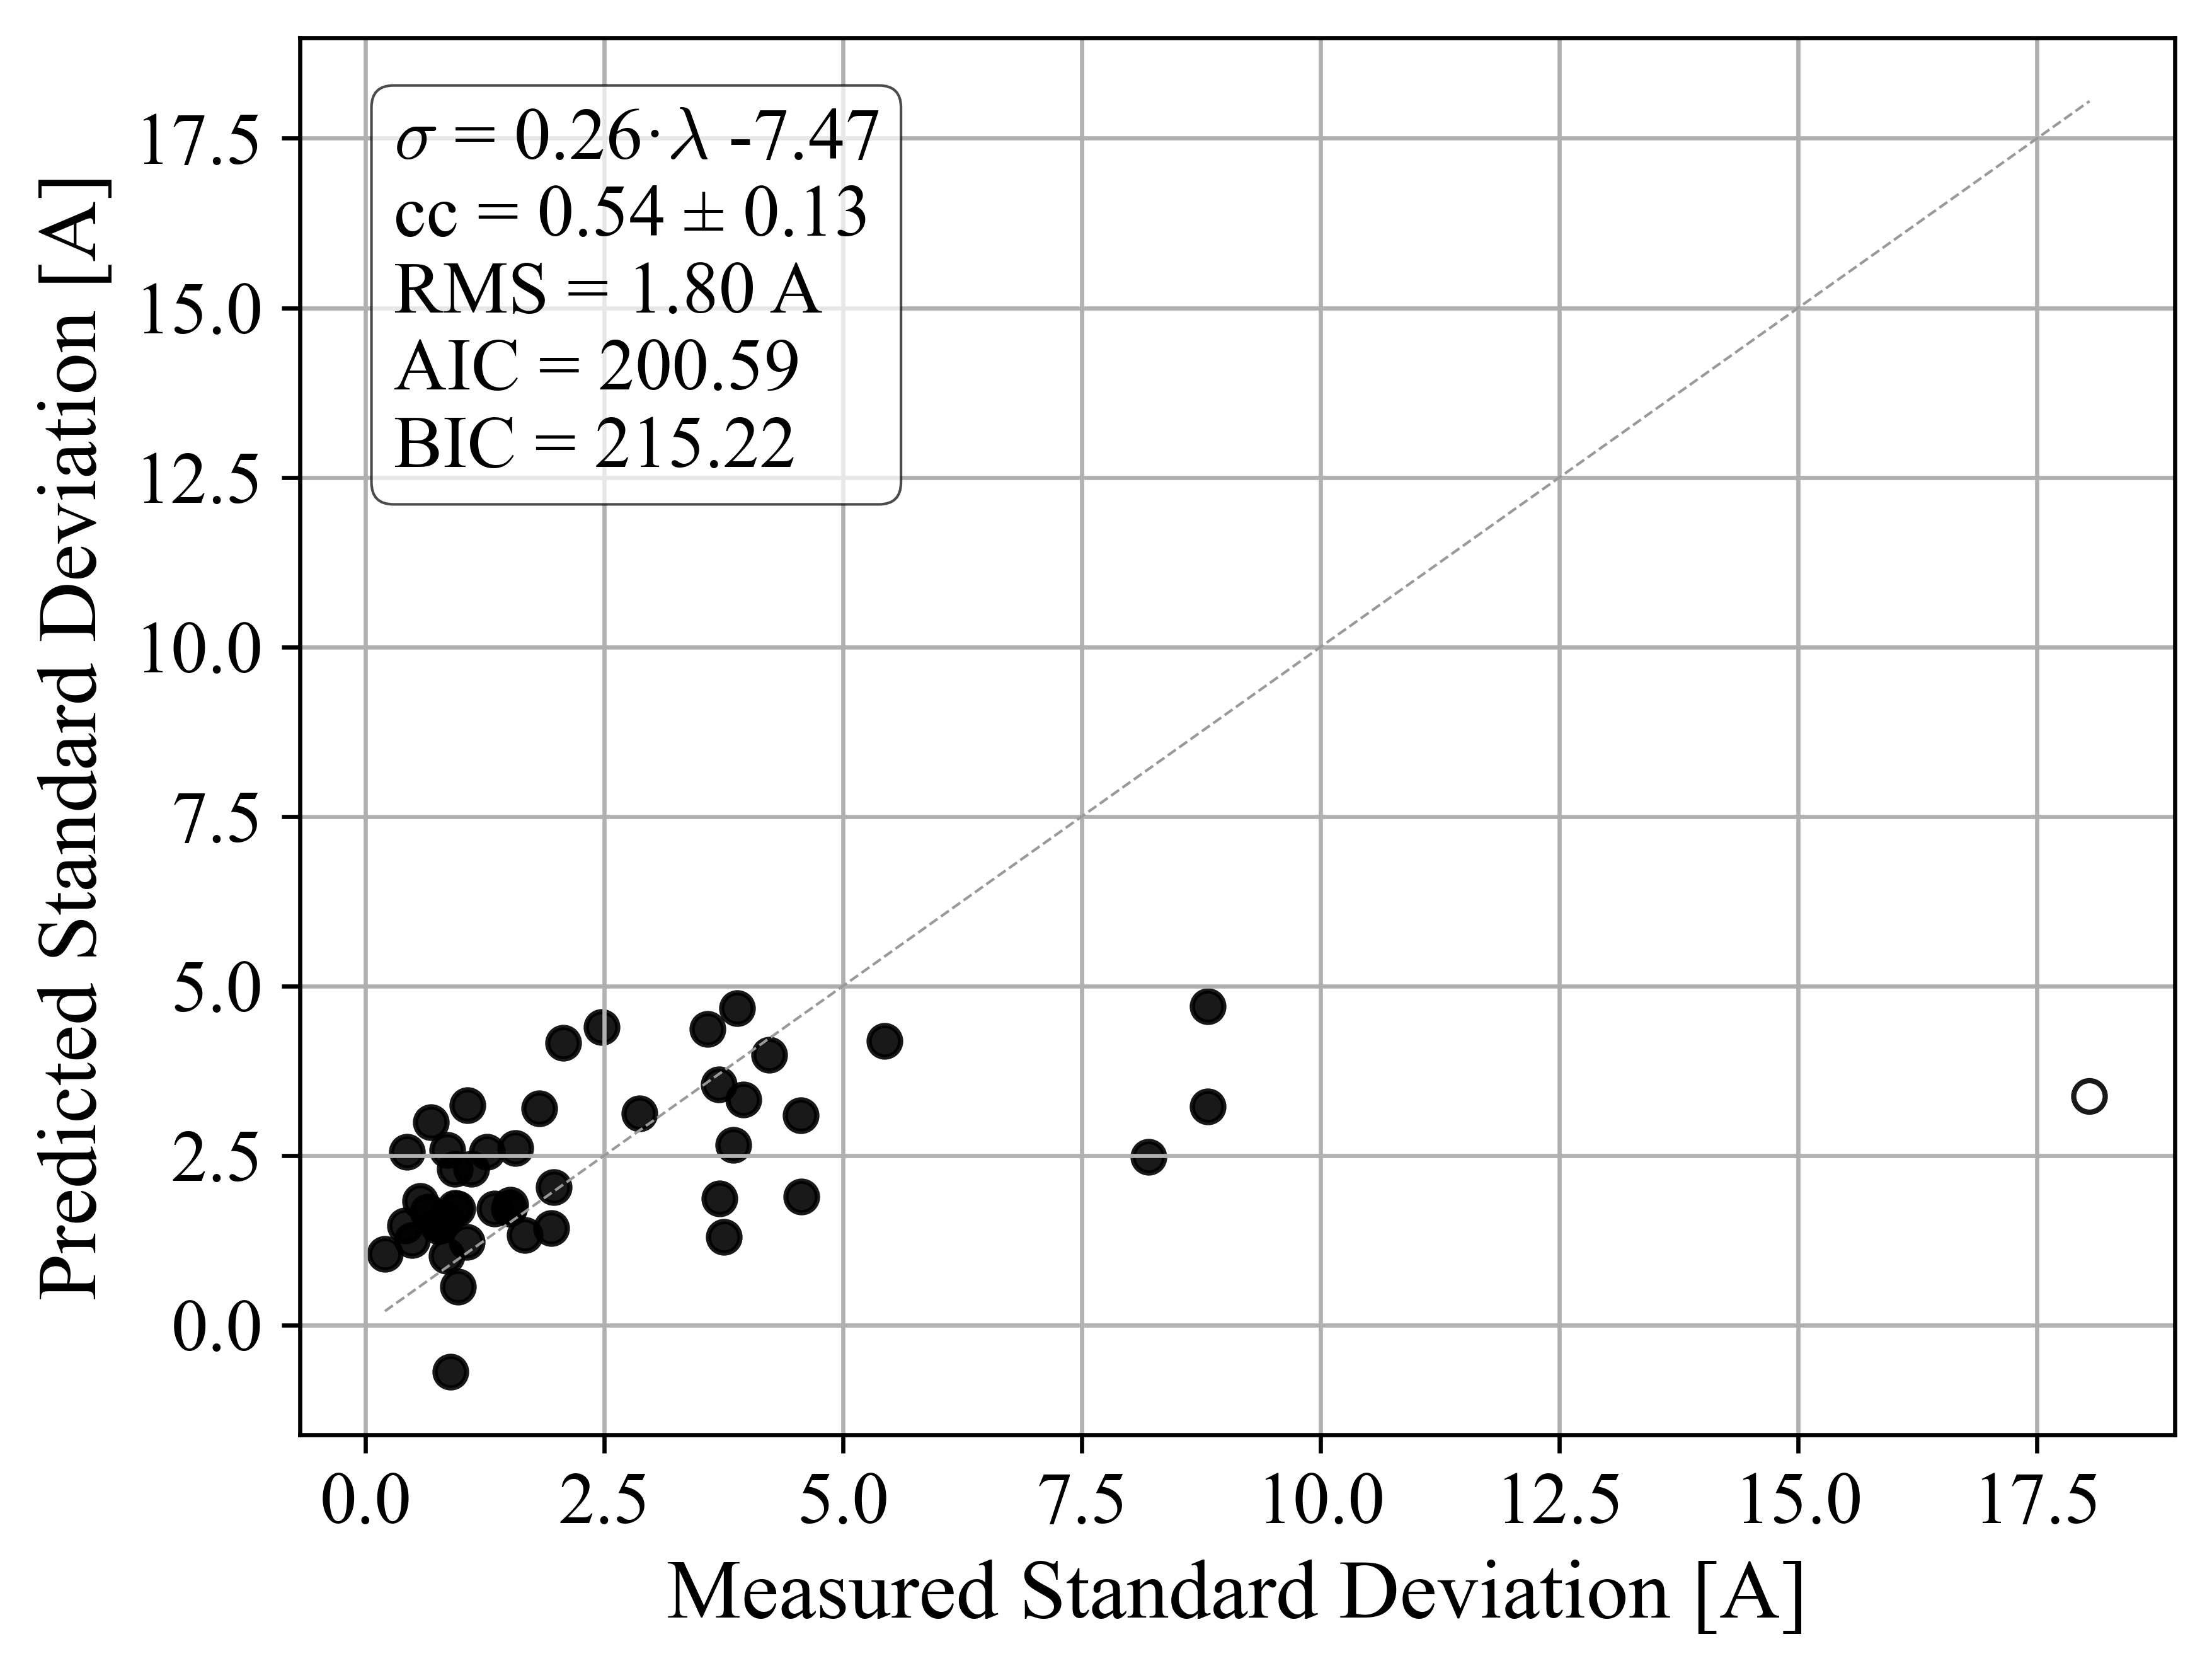 σ = 0.26·λ -7.47
cc = 0.54 ± 0.13
RMS = 1.80 A
AIC = 200.59
BIC = 215.22
Predicted Standard Deviation [A]
17.5
15.0
12.5
10.0
7.5
5.0
2.5
0.0
0.0 2.5 5.0 7.5 10.0 12.5 15.0 17.5
Measured Standard Deviation [A]